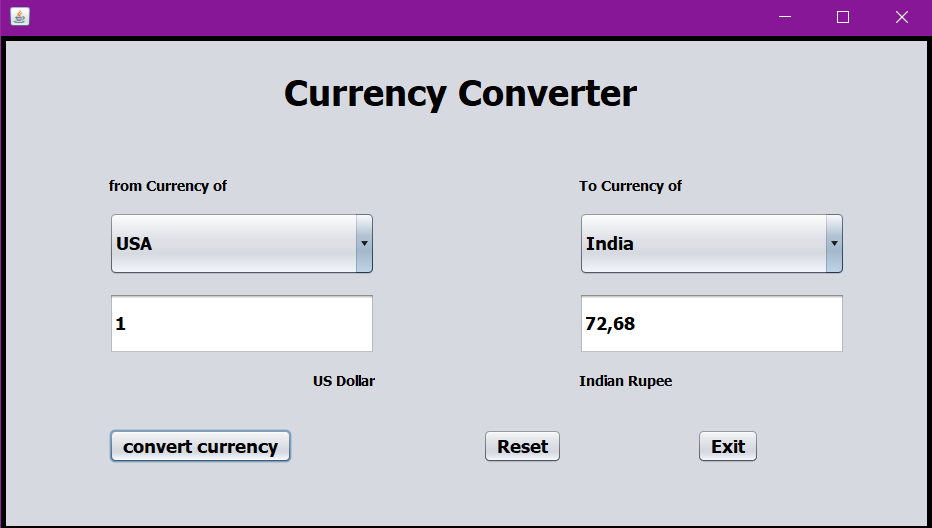 Currency Converter
from Currency of
To Currency of
USA
India
1
72,68
US Dollar
Indian Rupee
convert currency
Reset
Exit